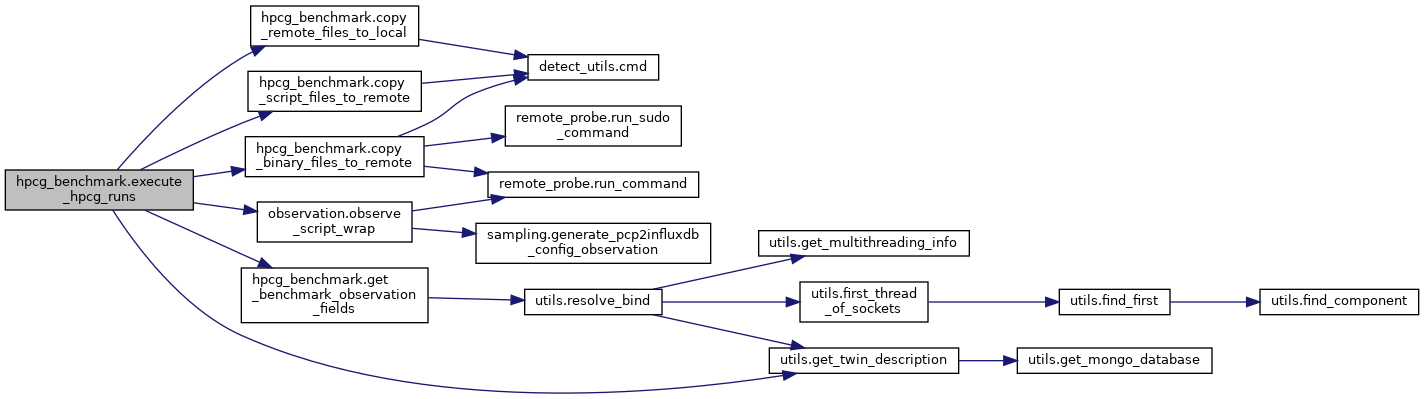 hpcg_benchmark.copy
_remote_files_to_local
detect_utils.cmd
hpcg_benchmark.copy
_script_files_to_remote
remote_probe.run_sudo
_command
hpcg_benchmark.copy
_binary_files_to_remote
hpcg_benchmark.execute
_hpcg_runs
remote_probe.run_command
observation.observe
_script_wrap
sampling.generate_pcp2influxdb
_config_observation
utils.get_multithreading_info
hpcg_benchmark.get
_benchmark_observation
_fields
utils.resolve_bind
utils.first_thread
_of_sockets
utils.find_first
utils.find_component
utils.get_twin_description
utils.get_mongo_database